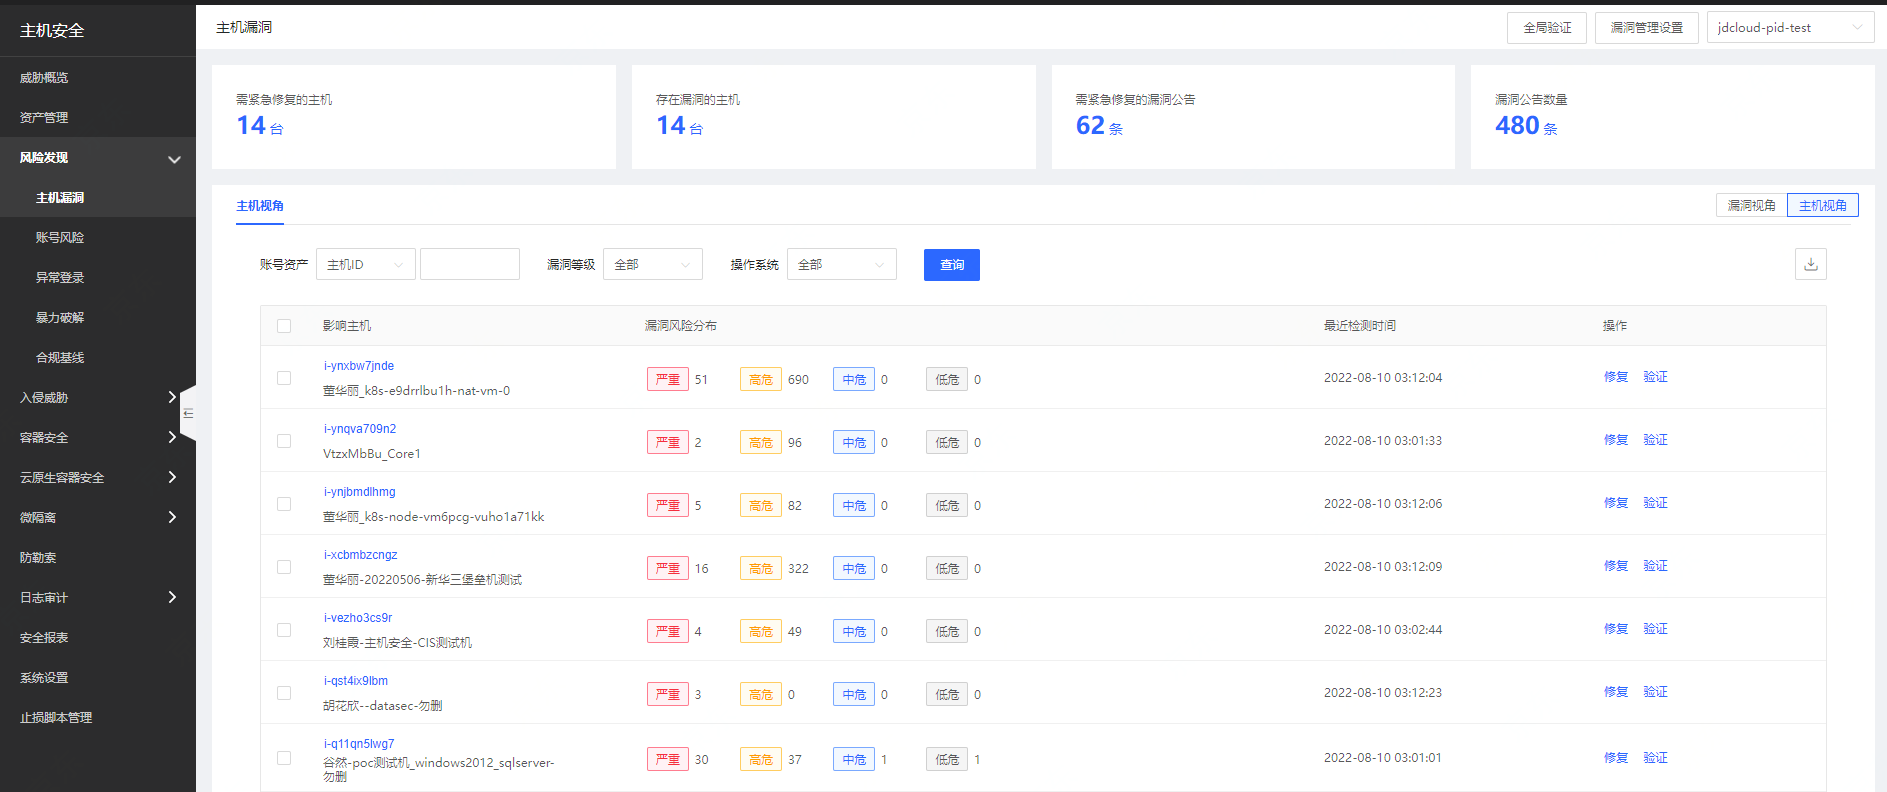 主机安全
威胁概览
资产管理
风险发现
主机漏洞
账号风险
异常登录
暴力破解
合规基线
入侵威胁
容器安全
云原生容器安全
微隔离
防勒索
日志审计
安全报表
系统设置
止损脚本管理
主机漏洞
全局验证
漏洞管理设置
jdcloud-pid-test
需紧急修复的主机
14 台
存在漏洞的主机
14 台
需紧急修复的漏洞公告
62 条
漏洞公告数量
480 条
主机视角
漏洞视角
主机视角
账号资产 主机ID
漏洞等级 全部
操作系统 全部
查询
影响主机 漏洞风险分布 最近检测时间 操作
i-ynxbw7jnde
董华丽_k8s-e9drrlbu1h-nat-vm-0
严重 51 高危 690 中危 0 低危 0
2022-08-10 03:12:04
修复 验证
i-ynqva709n2
VtzxMbBu_Core1
严重 2 高危 96 中危 0 低危 0
2022-08-10 03:01:33
修复 验证
i-ynjbmdlhmg
董华丽_k8s-node-vm6pcg-vuho1a71kk
严重 5 高危 82 中危 0 低危 0
2022-08-10 03:12:06
修复 验证
i-xcbmbzcngz
董华丽-20220506-新华三堡垒机测试
严重 16 高危 322 中危 0 低危 0
2022-08-10 03:12:09
修复 验证
i-vezho3cs9r
刘桂霞-主机安全-CIS测试机
严重 4 高危 49 中危 0 低危 0
2022-08-10 03:02:44
修复 验证
i-qst4ix9lbm
胡花欣--datasec-勿删
严重 3 高危 0 中危 0 低危 0
2022-08-10 03:12:23
修复 验证
i-q11qn5lwg7
谷然-poc测试机_windows2012_sqlserver-
勿删
严重 30 高危 37 中危 1 低危 1
2022-08-10 03:01:01
修复 验证